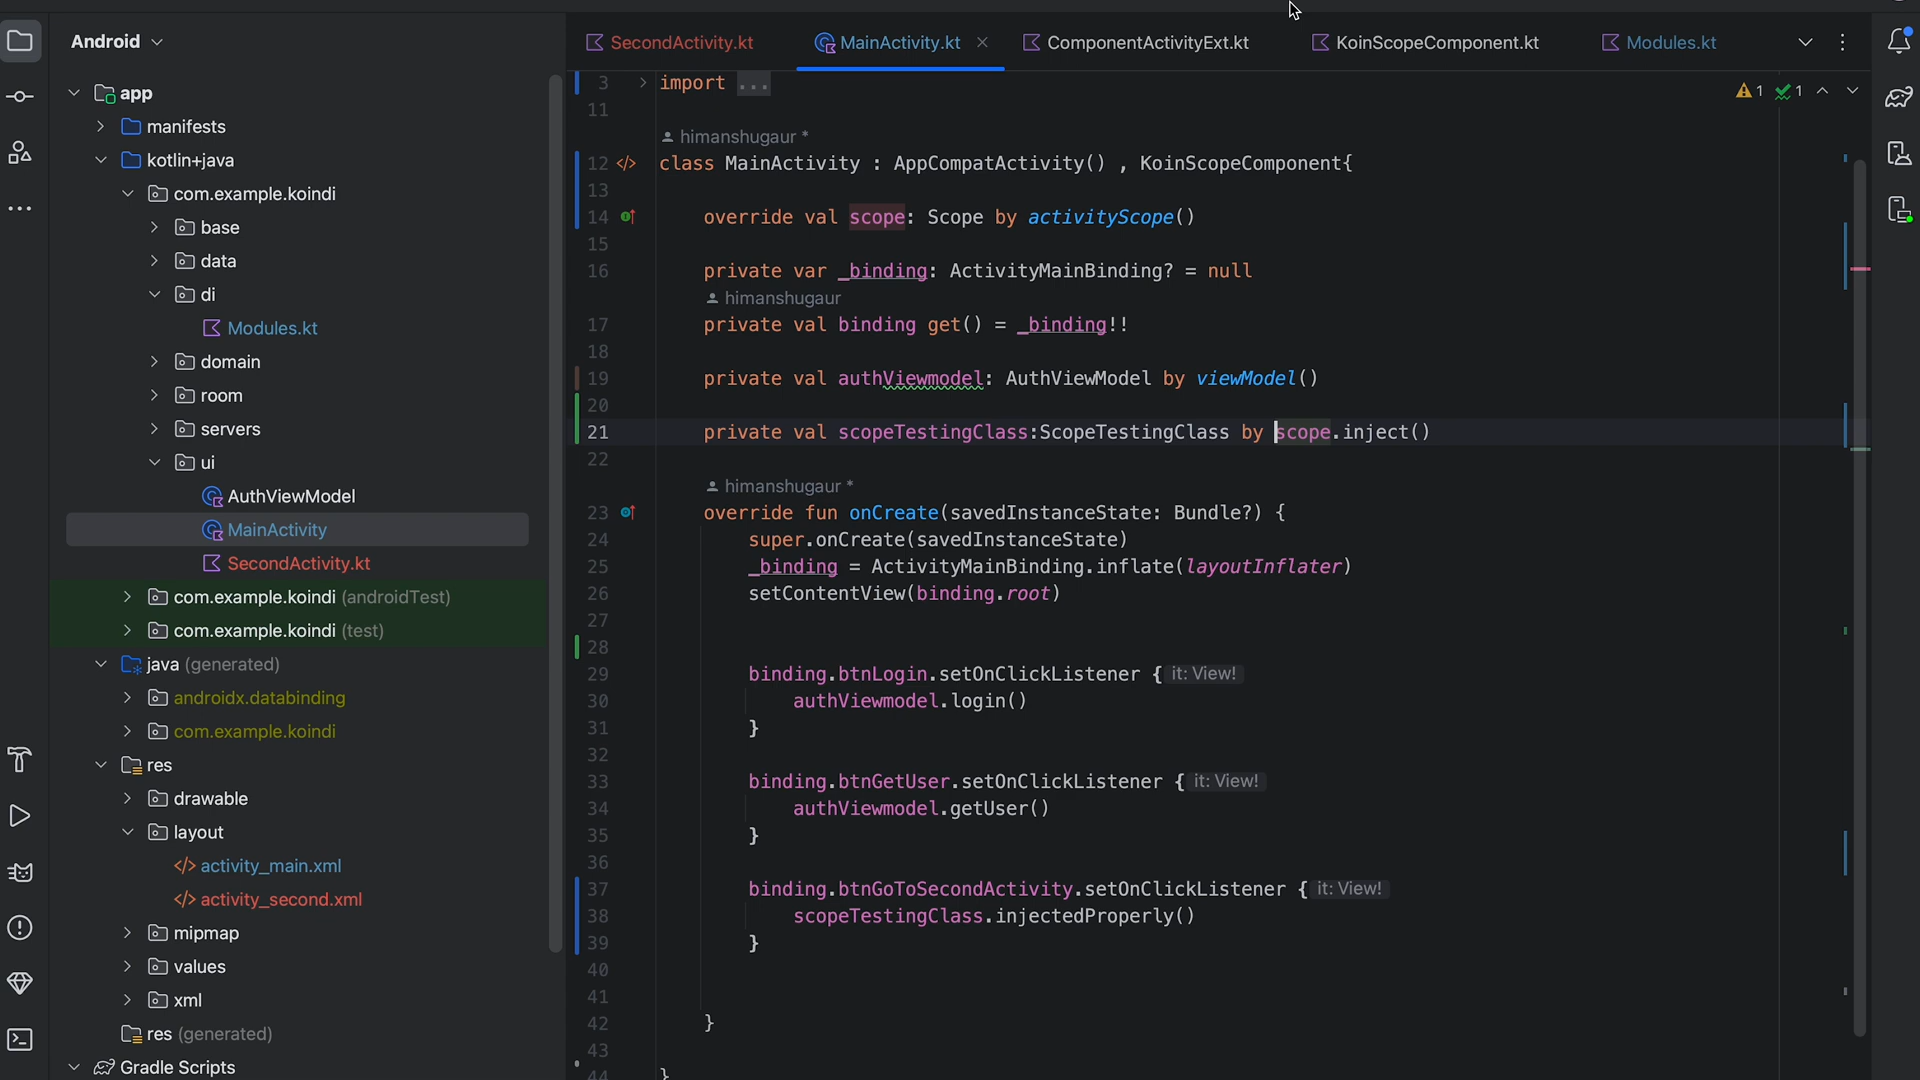 Android
app
manifests
kotlin+java
com.example.koindi
base
data
di
Modules.kt
domain
room
servers
ui
AuthViewModel
MainActivity
SecondActivity.kt
com.example.koindi (androidTest)
com.example.koindi (test)
java (generated)
androidx.databinding
com.example.koindi
res
drawable
layout
activity_main.xml
activity_second.xml
mipmap
values
xml
res (generated)
Gradle Scripts
SecondActivity.kt MainActivity.kt ComponentActivityExt.kt KoinScopeComponent.kt Modules.kt
1 1
3 import ...
11
himanshugaur *
12 class MainActivity : AppCompatActivity() , KoinScopeComponent{
13
14 override val scope: Scope by activityScope()
15
16 private var _binding: ActivityMainBinding? = null
himanshugaur
17 private val binding get() = _binding!!
18
19 private val authViewmodel: AuthViewModel by viewModel()
20
21 private val scopeTestingClass:ScopeTestingClass by scope.inject()
22
himanshugaur *
23 override fun onCreate(savedInstanceState: Bundle?) {
24 super.onCreate(savedInstanceState)
25 _binding = ActivityMainBinding.inflate(layoutInflater)
26 setContentView(binding.root)
27
28
29 binding.btnLogin.setOnClickListener { it: View!
30 authViewmodel.login()
31 }
32
33 binding.btnGetUser.setOnClickListener { it: View!
34 authViewmodel.getUser()
35 }
36
37 binding.btnGoToSecondActivity.setOnClickListener { it: View!
38 scopeTestingClass.injectedProperly()
39 }
40
41
42 }
43
44 }